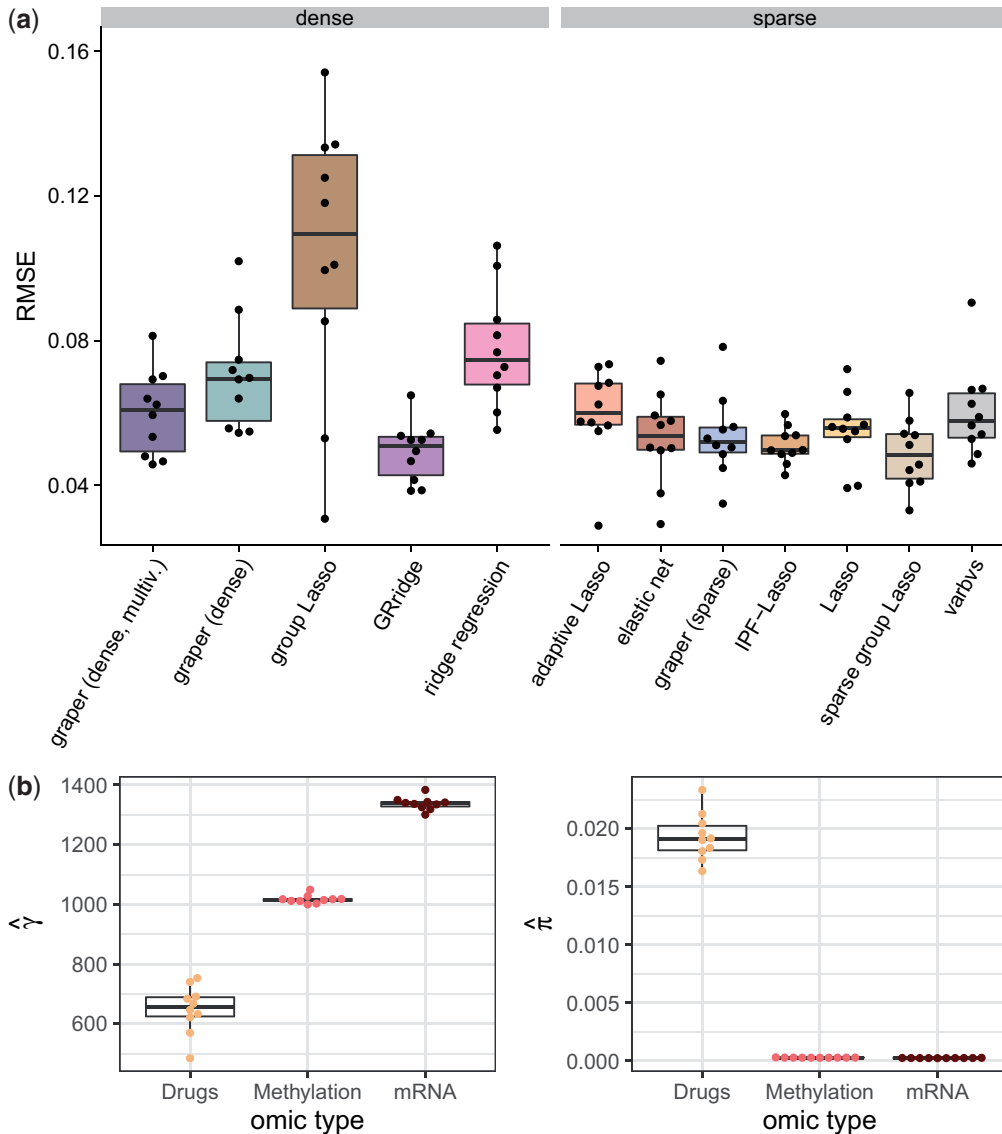 (a)
dense
sparse
0.16
0.12
0.08
0.04
RMSE
graper (dense, multiv.)
graper (dense)
group Lasso
GRridge
ridge regression
adaptive Lasso
elastic net
graper (sparse)
IPF−Lasso
Lasso
sparse group Lasso
varbvs
(b)
1400
1200
1000
800
600
γ̂
Drugs
Methylation
mRNA
omic type
0.020
0.015
0.010
0.005
0.000
π̂
Drugs
Methylation
mRNA
omic type